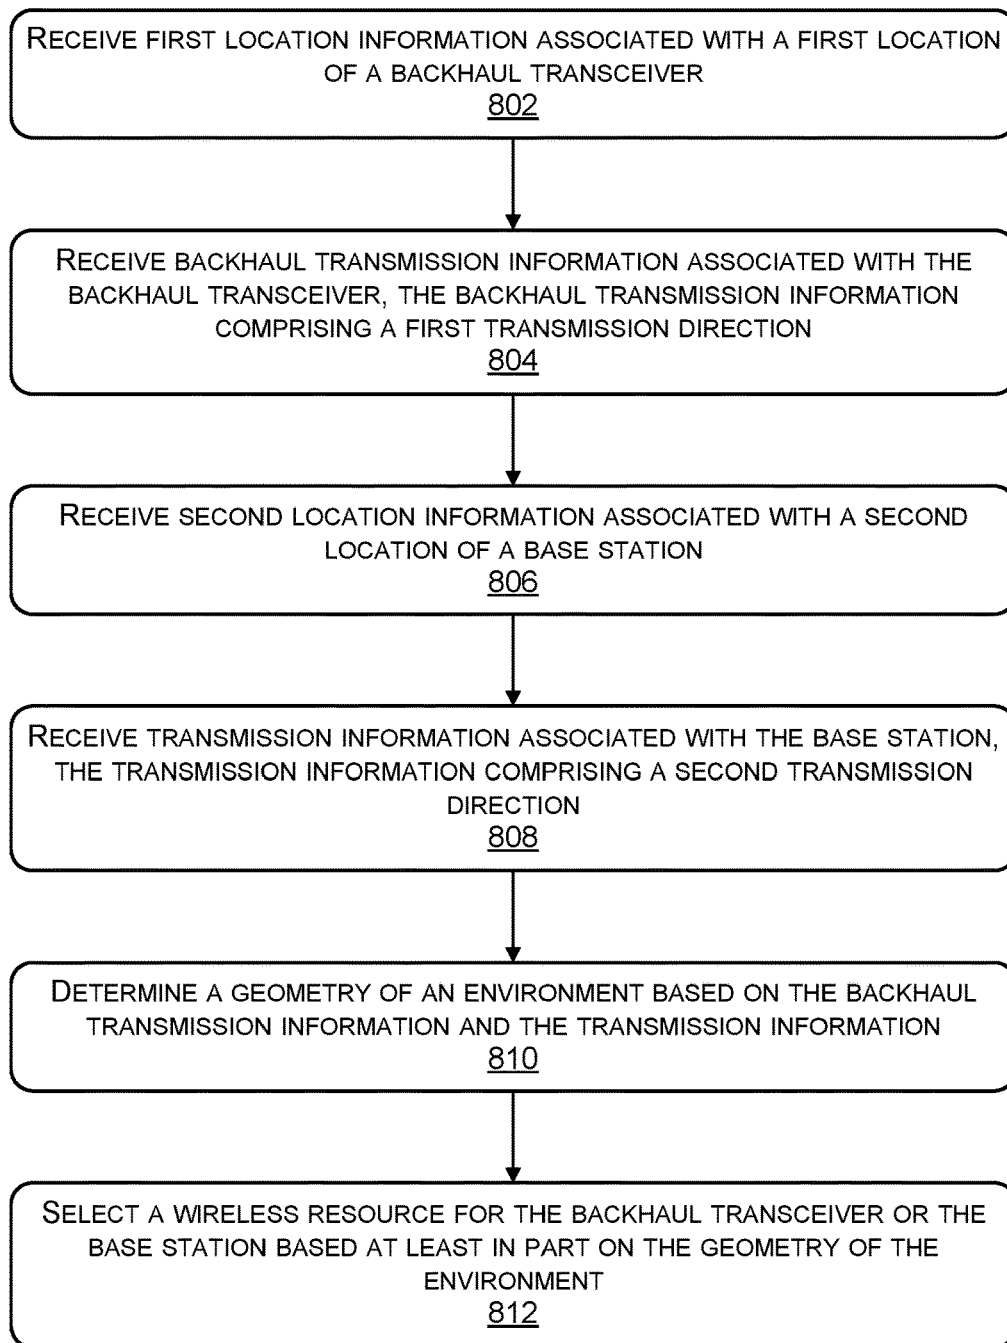 RECEIVE FIRST LOCATION INFORMATION ASSOCIATED WITH A FIRST LOCATION
OF A BACKHAUL TRANSCEIVER
802
RECEIVE BACKHAUL TRANSMISSION INFORMATION ASSOCIATED WITH THE
BACKHAUL TRANSCEIVER, THE BACKHAUL TRANSMISSION INFORMATION
COMPRISING A FIRST TRANSMISSION DIRECTION
804
RECEIVE SECOND LOCATION INFORMATION ASSOCIATED WITH A SECOND
LOCATION OF A BASE STATION
806
RECEIVE TRANSMISSION INFORMATION ASSOCIATED WITH THE BASE STATION,
THE TRANSMISSION INFORMATION COMPRISING A SECOND TRANSMISSION
DIRECTION
808
DETERMINE A GEOMETRY OF AN ENVIRONMENT BASED ON THE BACKHAUL
TRANSMISSION INFORMATION AND THE TRANSMISSION INFORMATION
810
SELECT A WIRELESS RESOURCE FOR THE BACKHAUL TRANSCEIVER OR THE
BASE STATION BASED AT LEAST IN PART ON THE GEOMETRY OF THE
ENVIRONMENT
812